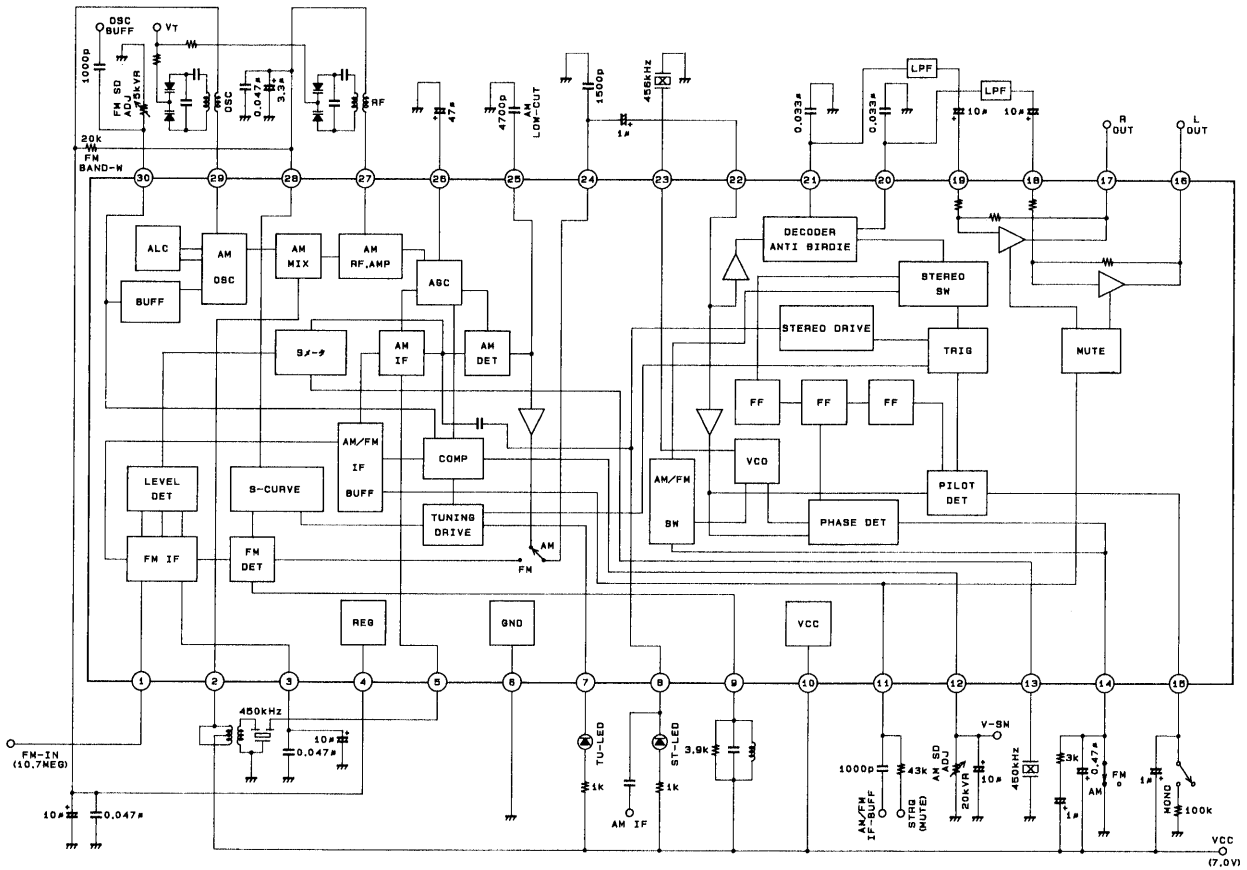 OSC
BUFF
VT
1000p
FM SD
ADJ
5kVR
OSC
0.047μ
3.3μ
RF
47μ
4700p
AM
LOW-CUT
1500p
1μ
456kHz
0.033μ
0.033μ
LPF
LPF
10μ
10μ
R
OUT
L
OUT
20k
FM
BAND-W
30
29
28
27
26
25
24
23
22
21
20
19
18
17
16
ALC
AM
OSC
BUFF
AM
MIX
AM
RF.AMP
AGC
DECODER
ANTI BIRDIE
STEREO
SW
STEREO DRIVE
TRIG
MUTE
Sメータ
AM
IF
AM
DET
FF
FF
FF
AM/FM
IF
BUFF
COMP
VCO
AM/FM
SW
PILOT
DET
LEVEL
DET
S-CURVE
TUNING
DRIVE
PHASE DET
FM IF
FM
DET
AM
FM
REG
GND
VCC
1
2
3
4
5
6
7
8
9
10
11
12
13
14
15
FM-IN
(10.7MEG)
450kHz
0.047μ
10μ
10μ
0.047μ
TU-LED
1k
ST-LED
1k
AM IF
3.9k
1000p
43k
AM/FM
IF-BUFF
STRQ
(MUTE)
AM SD
ADJ
20kVR
V-SM
10μ
450kHz
3k
0.47μ
1μ
FM
AM
1μ
MONO
100k
VCC
(7.0V)